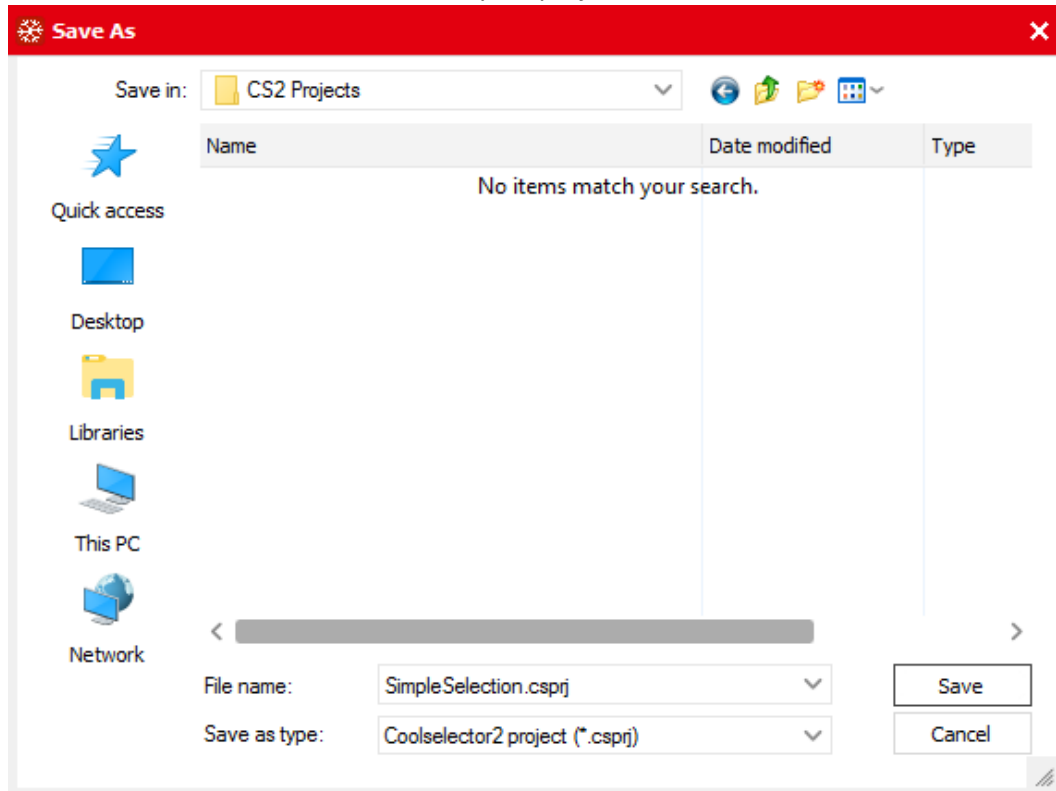 Save As
Save in: CS2 Projects
Name Date modified Type
No items match your search.
Quick access
Desktop
Libraries
This PC
Network
File name: SimpleSelection.csprj Save
Save as type: Coolselector2 project (*.csprj) Cancel